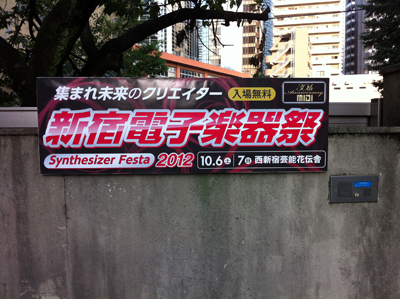 集まれ未来のクリエイター 入場無料
30th Anniversary MIDI
新宿電子楽器祭
Synthesizer Festa 2012 10.6土 7日 西新宿芸能花伝舎